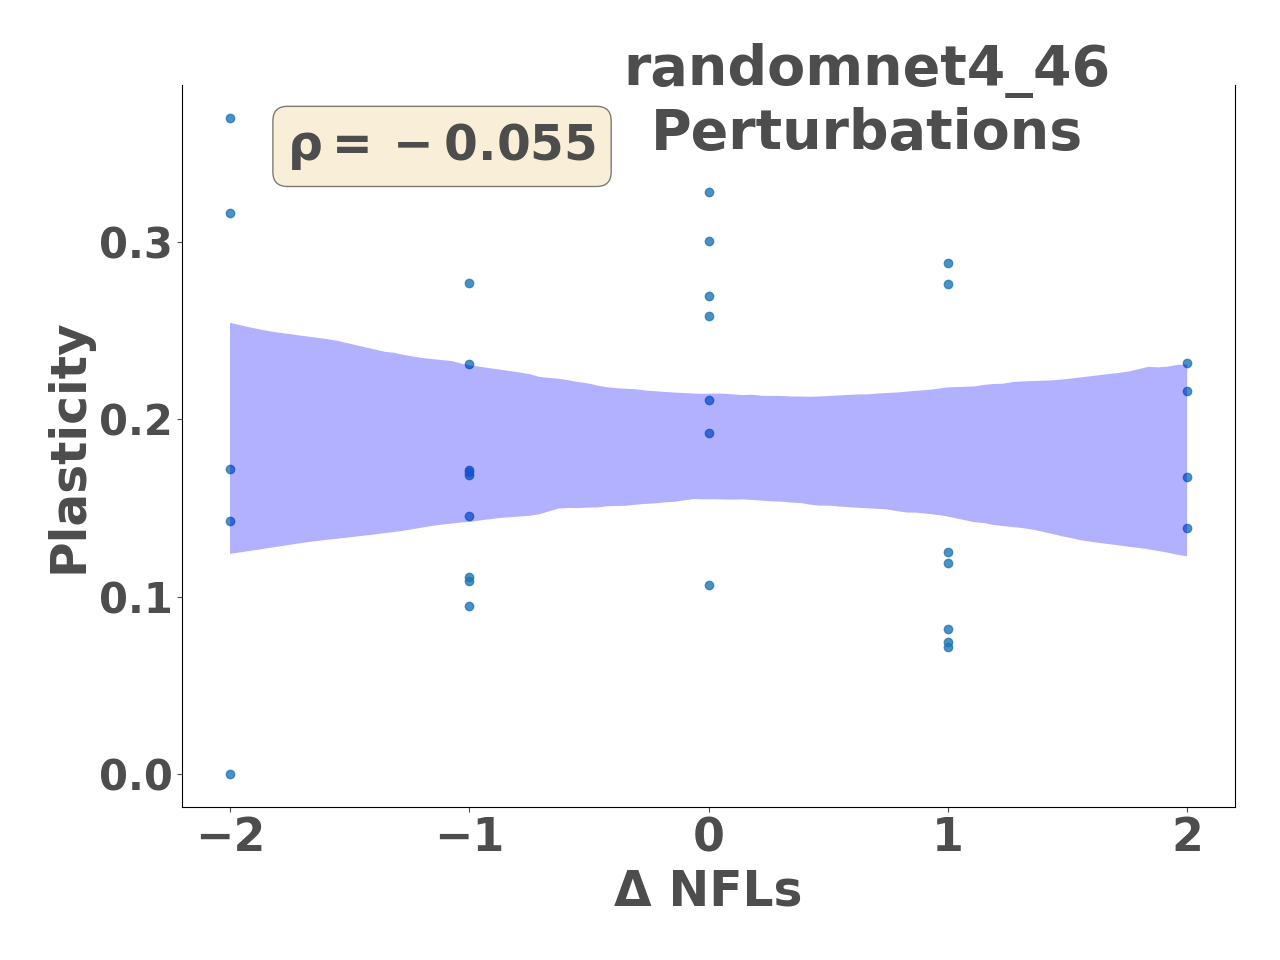 randomnet4_46
Perturbations
ρ = − 0.055
Plasticity
0.3
0.2
0.1
0.0
−2 −1 0 1 2
Δ NFLs